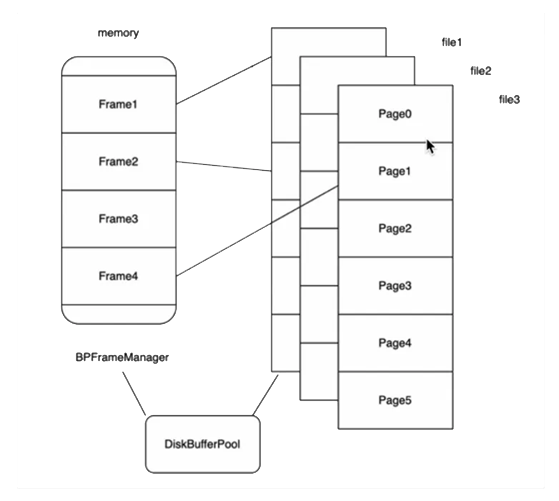 memory
file1
file2
file3
Frame1
Frame2
Frame3
Frame4
Page0
Page1
Page2
Page3
Page4
Page5
BPFrameManager
DiskBufferPool